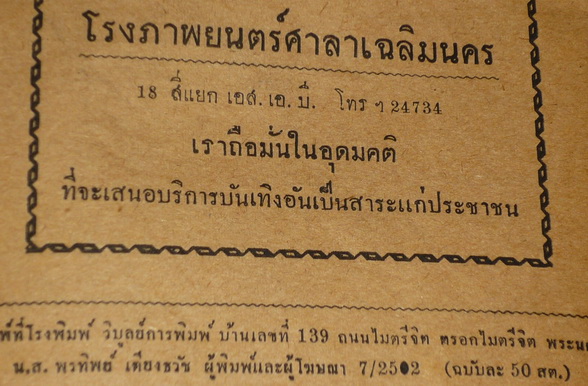 โรงภาพยนตร์ศาลาเฉลิมนคร
18 สี่แยก เอส. เอ. บี. โทร ฯ 24734
เราถือมั่นในอุดมคติ
ที่จะเสนอบริการบันเทิงอันเป็นสาระแก่ประชาชน
พ์ที่โรงพิมพ์ วิบูลย์การพิมพ์ บ้านเลขที่ 139 ถนนไมตรีจิต ตรอกไมตรีจิต พระน
น.ส. พรทิพย์ เตียงธวัช ผู้พิมพ์และผู้โฆษณา 7/2502 (ฉบับละ 50 สต.)